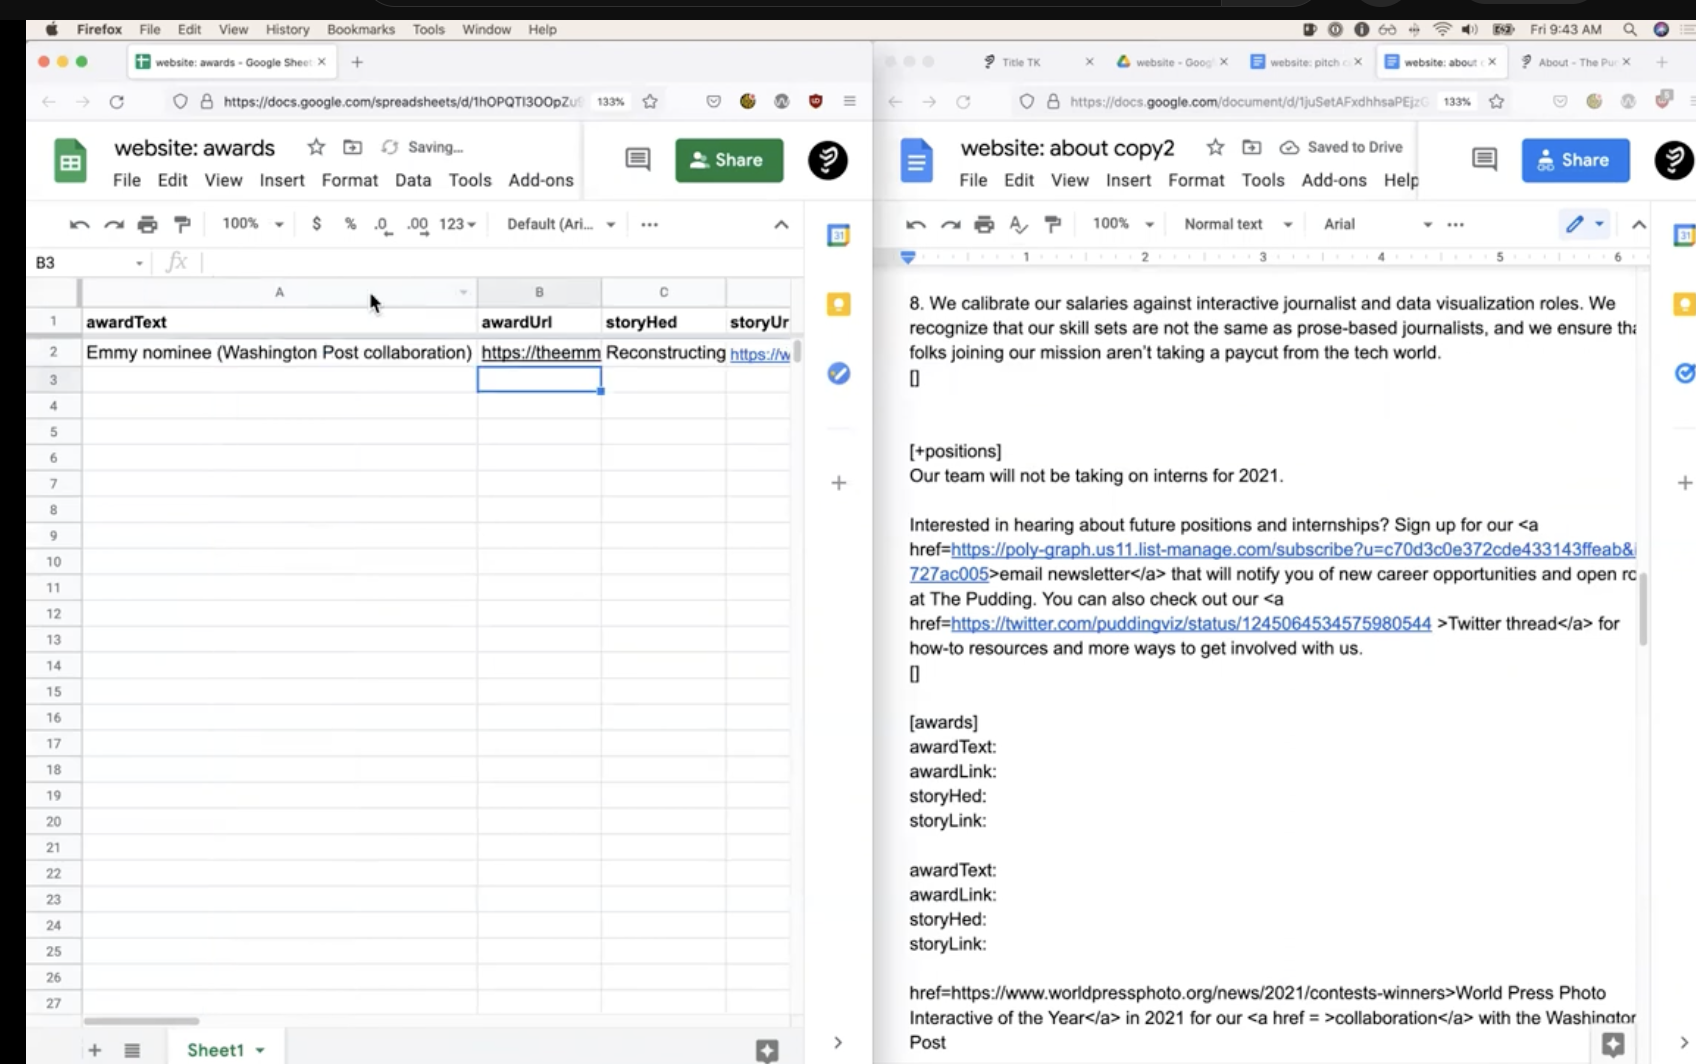 Firefox File Edit View History Bookmarks Tools Window Help Fri 9:43 AM
website: awards - Google Sheet
Title TK
website - Goog
website: pitch c
website: about c
About - The Pu
https://docs.google.com/spreadsheets/d/1hOPQTI3OOpZu 133%
https://docs.google.com/document/d/1juSetAFxdhhsaPEjzG 133%
website: awards Saving... Share
File Edit View Insert Format Data Tools Add-ons
100% $ % .0 .00 123 Default (Ari...
B3 fx
A B C
1 awardText awardUrl storyHed storyUr
2 Emmy nominee (Washington Post collaboration) https://theemm Reconstructing https://w
3
4
5
6
7
8
9
10
11
12
13
14
15
16
17
18
19
20
21
22
23
24
25
26
27
Sheet1
31
website: about copy2 Saved to Drive Share
File Edit View Insert Format Tools Add-ons Help
100% Normal text Arial
1 2 3 4 5 6
31
8. We calibrate our salaries against interactive journalist and data visualization roles. We
recognize that our skill sets are not the same as prose-based journalists, and we ensure tha
folks joining our mission aren't taking a paycut from the tech world.
[]
[+positions]
Our team will not be taking on interns for 2021.
Interested in hearing about future positions and internships? Sign up for our <a
href=https://poly-graph.us11.list-manage.com/subscribe?u=c70d3c0e372cde433143ffeab&i
727ac005>email newsletter</a> that will notify you of new career opportunities and open ro
at The Pudding. You can also check out our <a
href=https://twitter.com/puddingviz/status/1245064534575980544 >Twitter thread</a> for
how-to resources and more ways to get involved with us.
[]
[awards]
awardText:
awardLink:
storyHed:
storyLink:
awardText:
awardLink:
storyHed:
storyLink:
href=https://www.worldpressphoto.org/news/2021/contests-winners>World Press Photo
Interactive of the Year</a> in 2021 for our <a href = >collaboration</a> with the Washington
Post